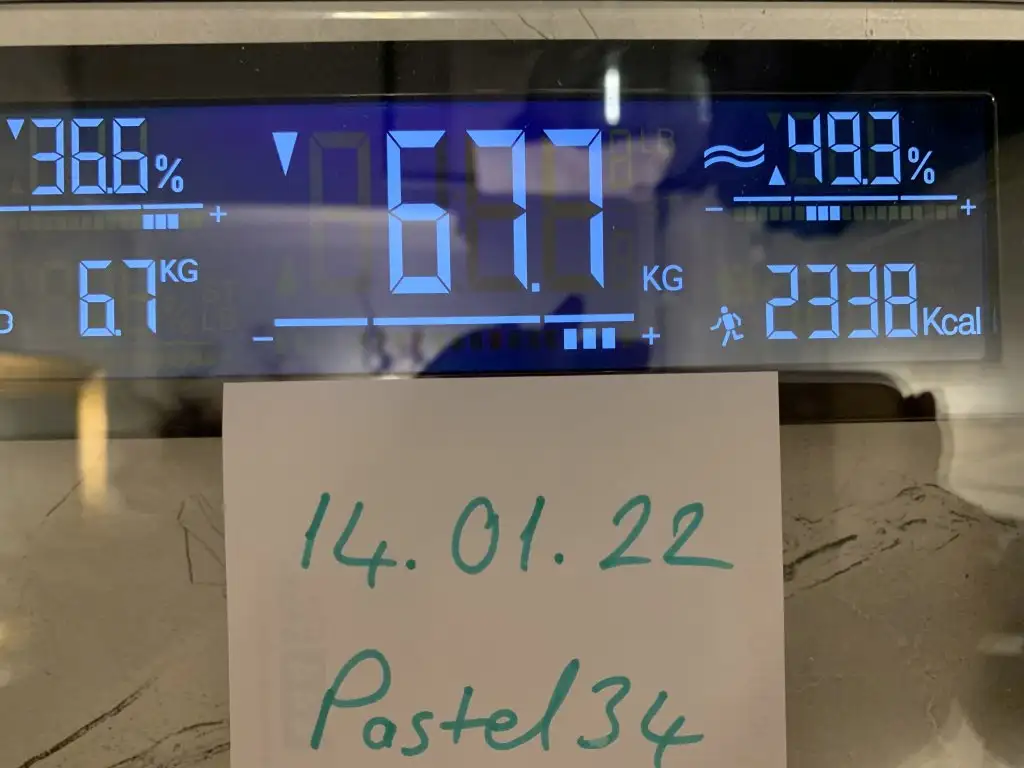 36.6%
67.7 KG
49.3%
- +
- +
- +
6.7 KG
2338 Kcal
14.01.22
Pastel34